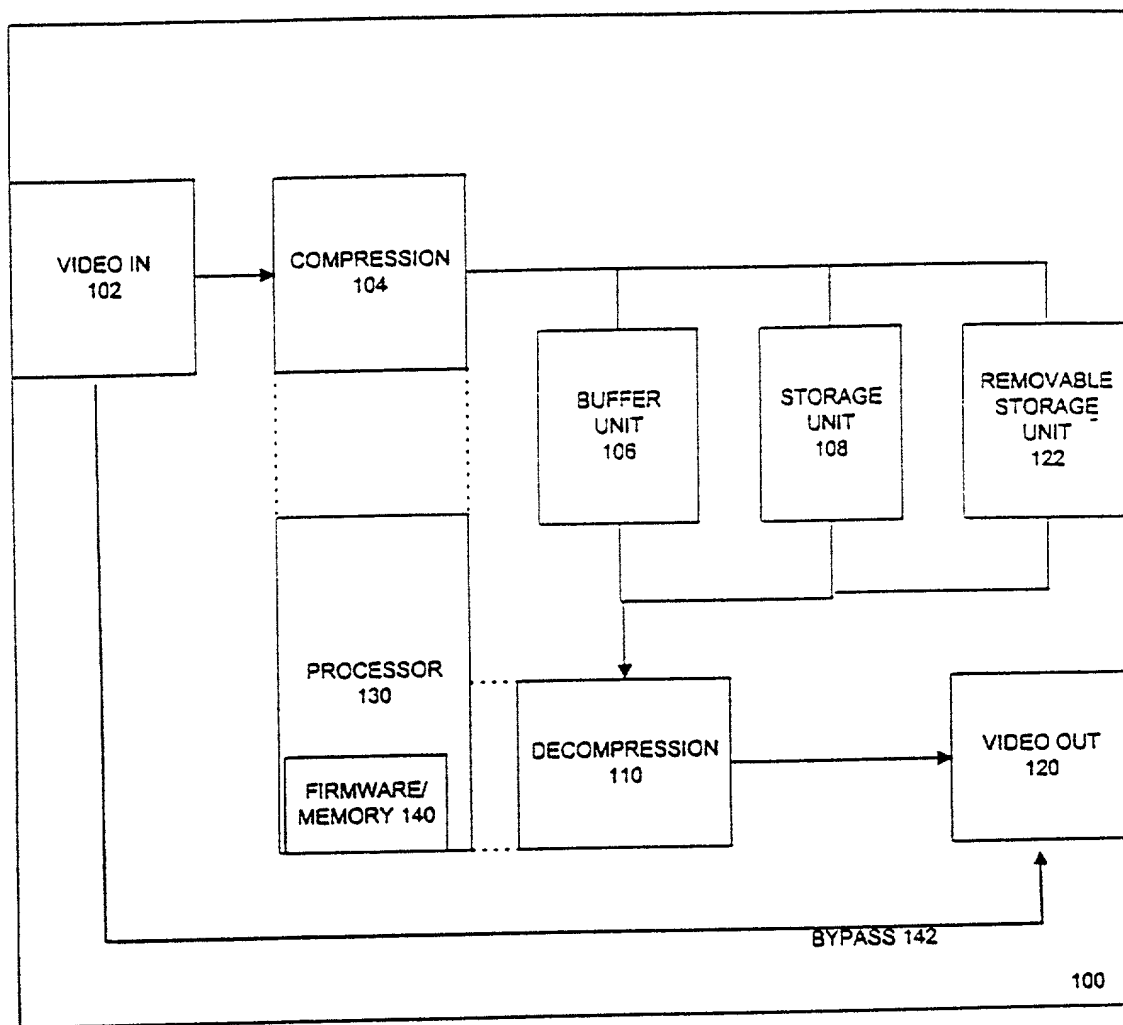 VIDEO IN
102
COMPRESSION
104
BUFFER
UNIT
106
STORAGE
UNIT
108
REMOVABLE
STORAGE
UNIT
122
PROCESSOR
130
FIRMWARE/
MEMORY 140
DECOMPRESSION
110
VIDEO OUT
120
BYPASS 142
100